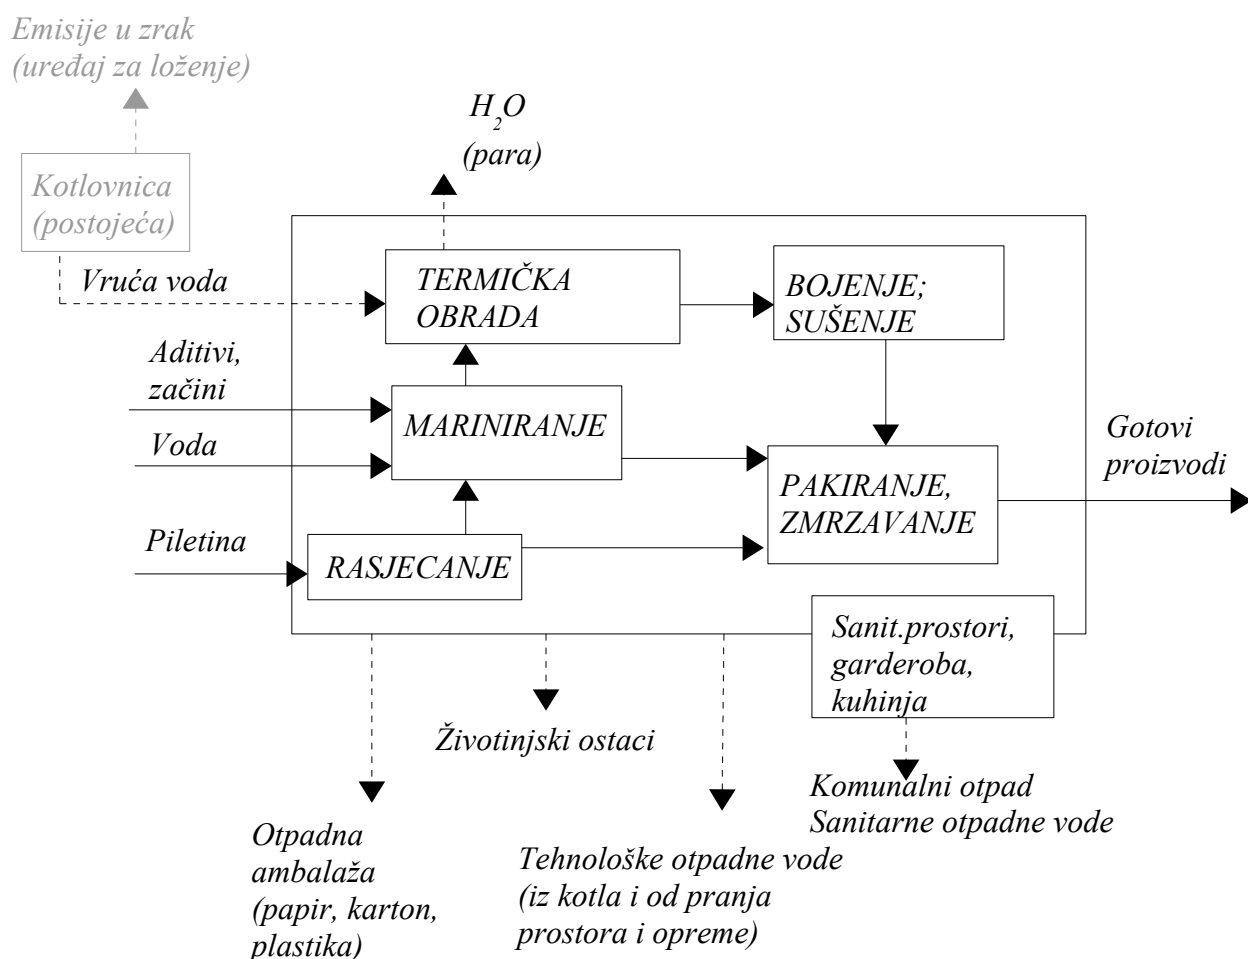 Emisije u zrak
(uređaj za loženje)
H₂O
(para)
Kotlovnica
(postojeća)
Vruća voda
TERMIČKA
OBRADA
BOJENJE;
SUŠENJE
Aditivi,
začini
MARINIRANJE
Voda
Gotovi
proizvodi
PAKIRANJE,
ZMRZAVANJE
Piletina
RASJECANJE
Sanit.prostori,
garderoba,
kuhinja
Životinjski ostaci
Komunalni otpad
Sanitarne otpadne vode
Otpadna
ambalaža
(papir, karton,
plastika)
Tehnološke otpadne vode
(iz kotla i od pranja
prostora i opreme)